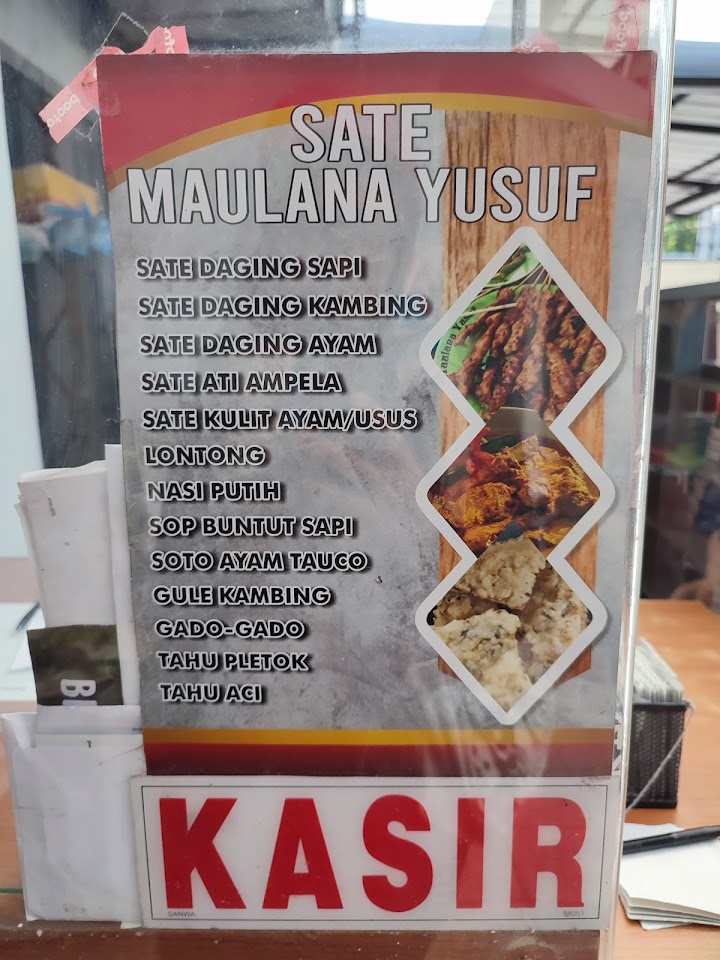 SATE
MAULANA YUSUF
SATE DAGING SAPI
SATE DAGING KAMBING
SATE DAGING AYAM
SATE ATI AMPELA
SATE KULIT AYAM/USUS
LONTONG
NASI PUTIH
SOP BUNTUT SAPI
SOTO AYAM TAUCO
GULE KAMBING
GADO-GADO
TAHU PLETOK
TAHU ACI
KASIR
SANWA